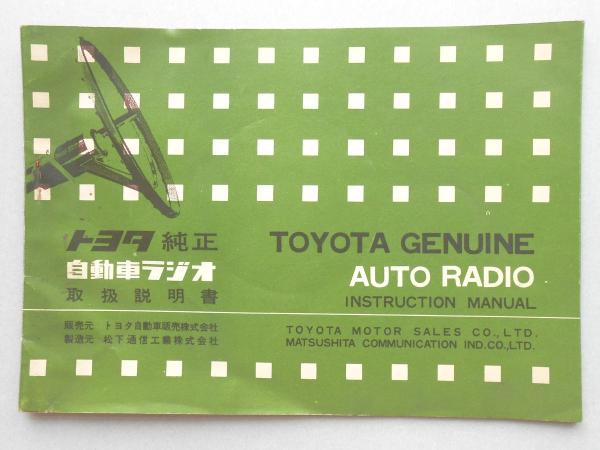 トヨタ 純正
自動車ラジオ
取扱説明書
販売元 トヨタ自動車販売株式会社
製造元 松下通信工業株式会社
TOYOTA GENUINE
AUTO RADIO
INSTRUCTION MANUAL
TOYOTA MOTOR SALES CO., LTD.
MATSUSHITA COMMUNICATION IND.CO.,LTD.